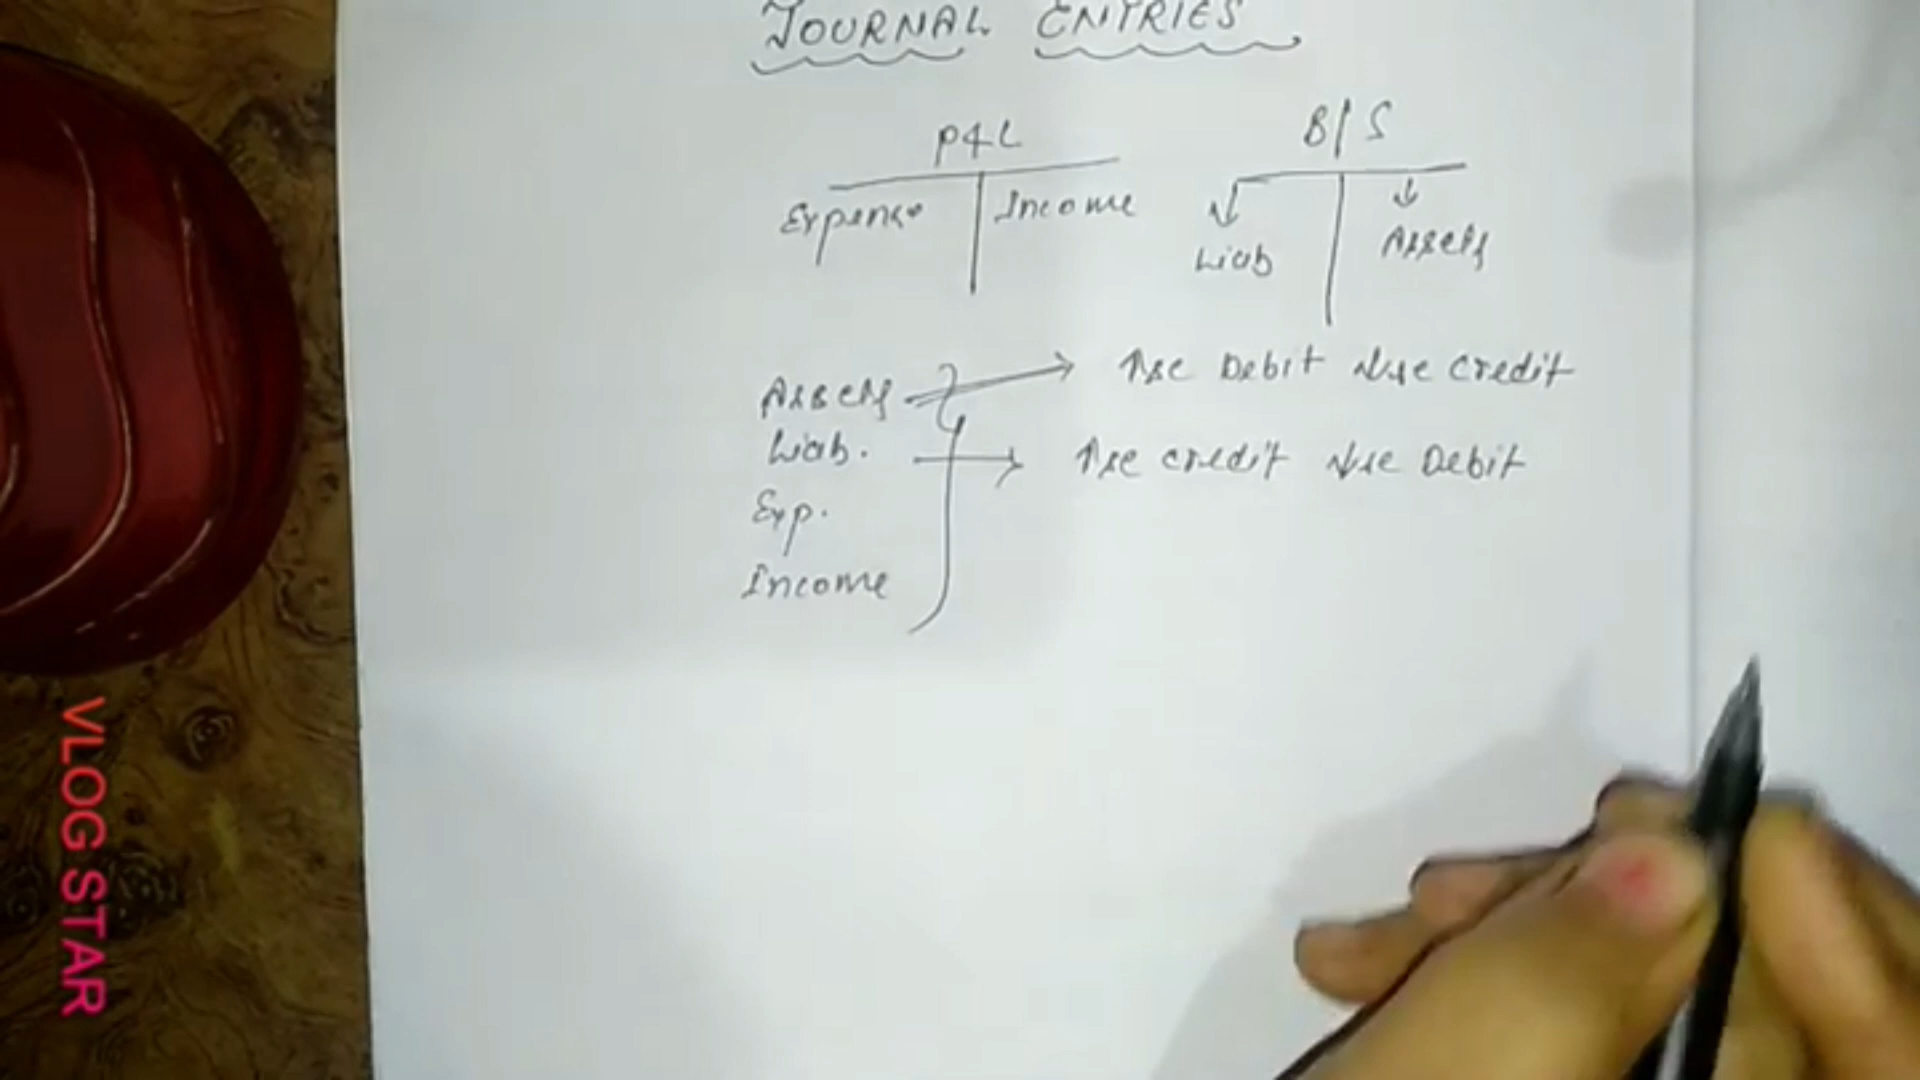 JOURNAL ENTRIES
P&L
Expense Income
B/S
Liab Assets
Assets → ↑se Debit ↓se credit
Liab. → ↑se credit ↓se Debit
Exp.
Income
VLOG STAR